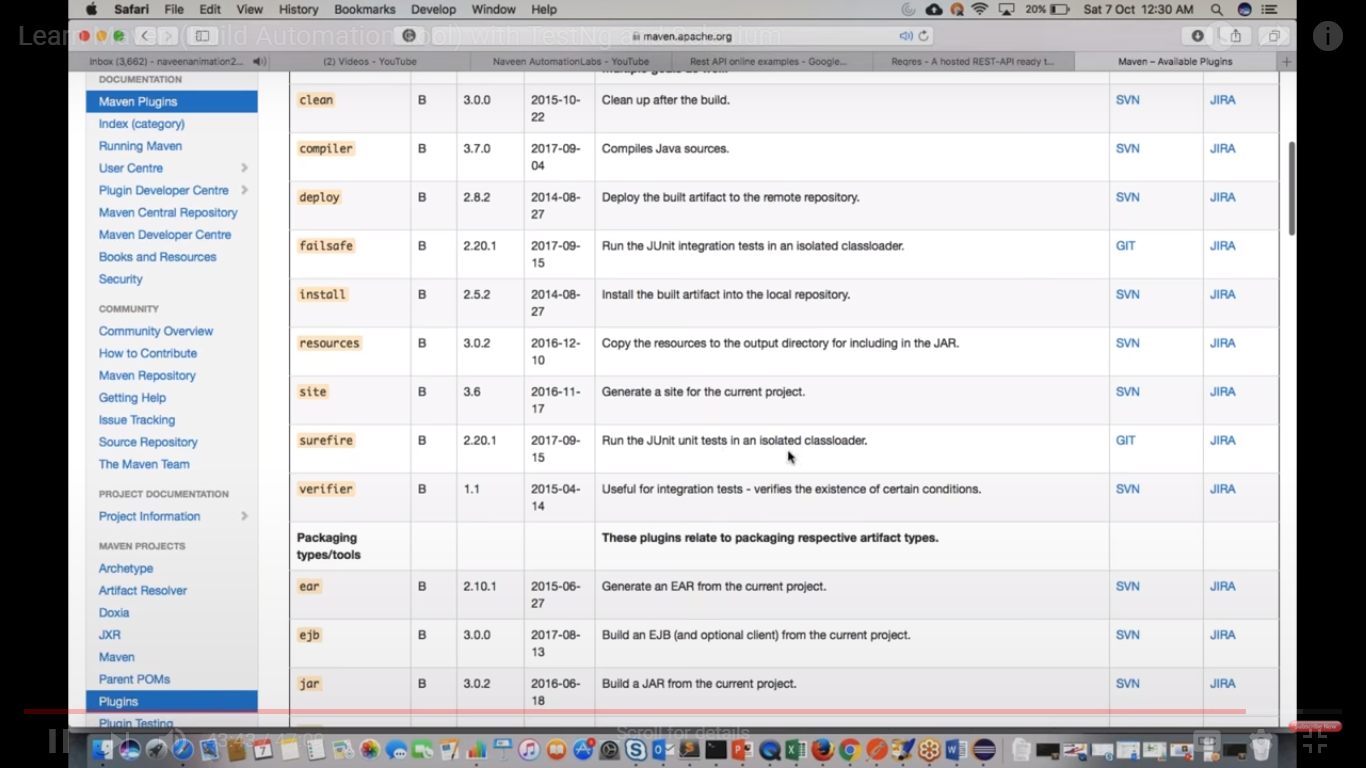 Safari File Edit View History Bookmarks Develop Window Help 20% Sat 7 Oct 12:30 AM
Learn Maven (Build Automation Tool) with TestNg and Selenium
maven.apache.org
Inbox (3,662) - naveenanimation2... (2) Videos - YouTube Naveen AutomationLabs - YouTube Rest API online examples - Google... Reqres - A hosted REST-API ready t... Maven – Available Plugins
DOCUMENTATION
Maven Plugins
Index (category)
Running Maven
User Centre
Plugin Developer Centre
Maven Central Repository
Maven Developer Centre
Books and Resources
Security
COMMUNITY
Community Overview
How to Contribute
Maven Repository
Getting Help
Issue Tracking
Source Repository
The Maven Team
PROJECT DOCUMENTATION
Project Information
MAVEN PROJECTS
Archetype
Artifact Resolver
Doxia
JXR
Maven
Parent POMs
Plugins
Plugin Testing
multiple goals as well.
clean B 3.0.0 2015-10- Clean up after the build. SVN JIRA
22
compiler B 3.7.0 2017-09- Compiles Java sources. SVN JIRA
04
deploy B 2.8.2 2014-08- Deploy the built artifact to the remote repository. SVN JIRA
27
failsafe B 2.20.1 2017-09- Run the JUnit integration tests in an isolated classloader. GIT JIRA
15
install B 2.5.2 2014-08- Install the built artifact into the local repository. SVN JIRA
27
resources B 3.0.2 2016-12- Copy the resources to the output directory for including in the JAR. SVN JIRA
10
site B 3.6 2016-11- Generate a site for the current project. SVN JIRA
17
surefire B 2.20.1 2017-09- Run the JUnit unit tests in an isolated classloader. GIT JIRA
15
verifier B 1.1 2015-04- Useful for integration tests - verifies the existence of certain conditions. SVN JIRA
14
Packaging These plugins relate to packaging respective artifact types.
types/tools
ear B 2.10.1 2015-06- Generate an EAR from the current project. SVN JIRA
27
ejb B 3.0.0 2017-08- Build an EJB (and optional client) from the current project. SVN JIRA
13
jar B 3.0.2 2016-06- Build a JAR from the current project. SVN JIRA
18
Scroll for details